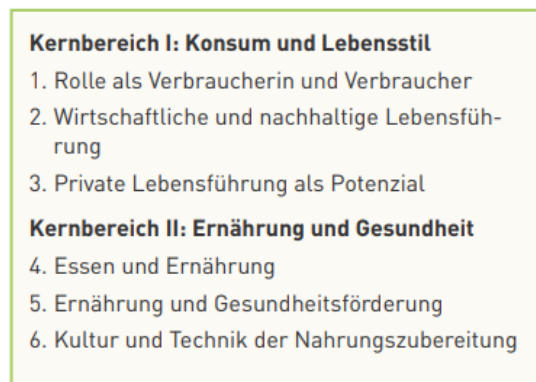 Kernbereich I: Konsum und Lebensstil
1. Rolle als Verbraucherin und Verbraucher
2. Wirtschaftliche und nachhaltige Lebensfüh-
rung
3. Private Lebensführung als Potenzial
Kernbereich II: Ernährung und Gesundheit
4. Essen und Ernährung
5. Ernährung und Gesundheitsförderung
6. Kultur und Technik der Nahrungszubereitung